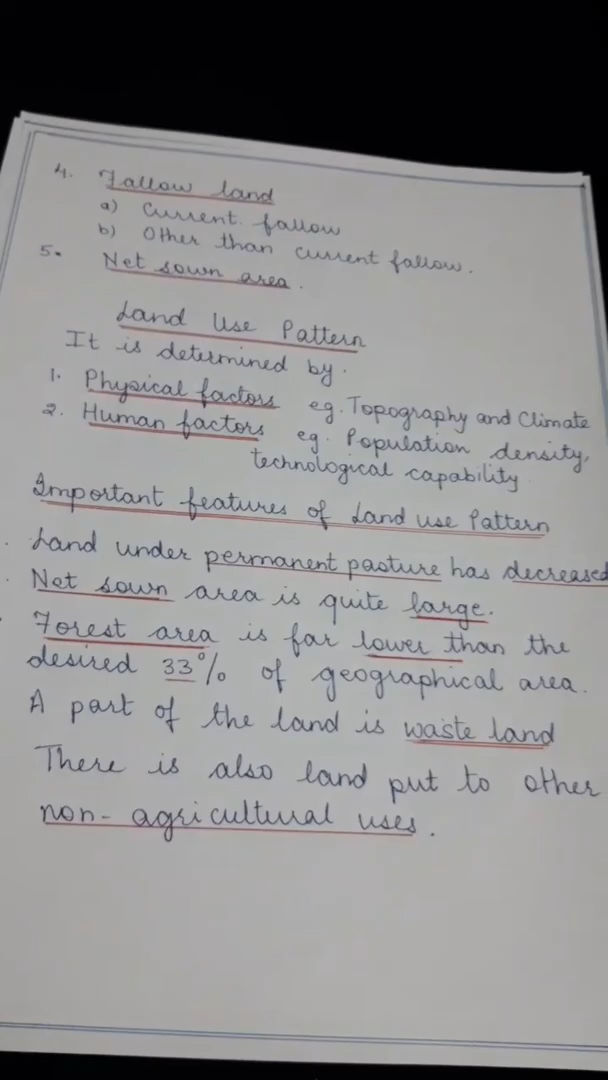 4. Fallow land
a) Current fallow
b) Other than current fallow.
5. Net sown area.
Land Use Pattern
It is determined by.
1. Physical factors eg. Topography and Climate
2. Human factors eg. Population density,
technological capability
Important features of Land use Pattern
. Land under permanent pasture has decreased
. Net sown area is quite large.
. Forest area is far lower than the
desired 33% of geographical area.
A part of the land is waste land
There is also land put to other
non-agricultural uses.